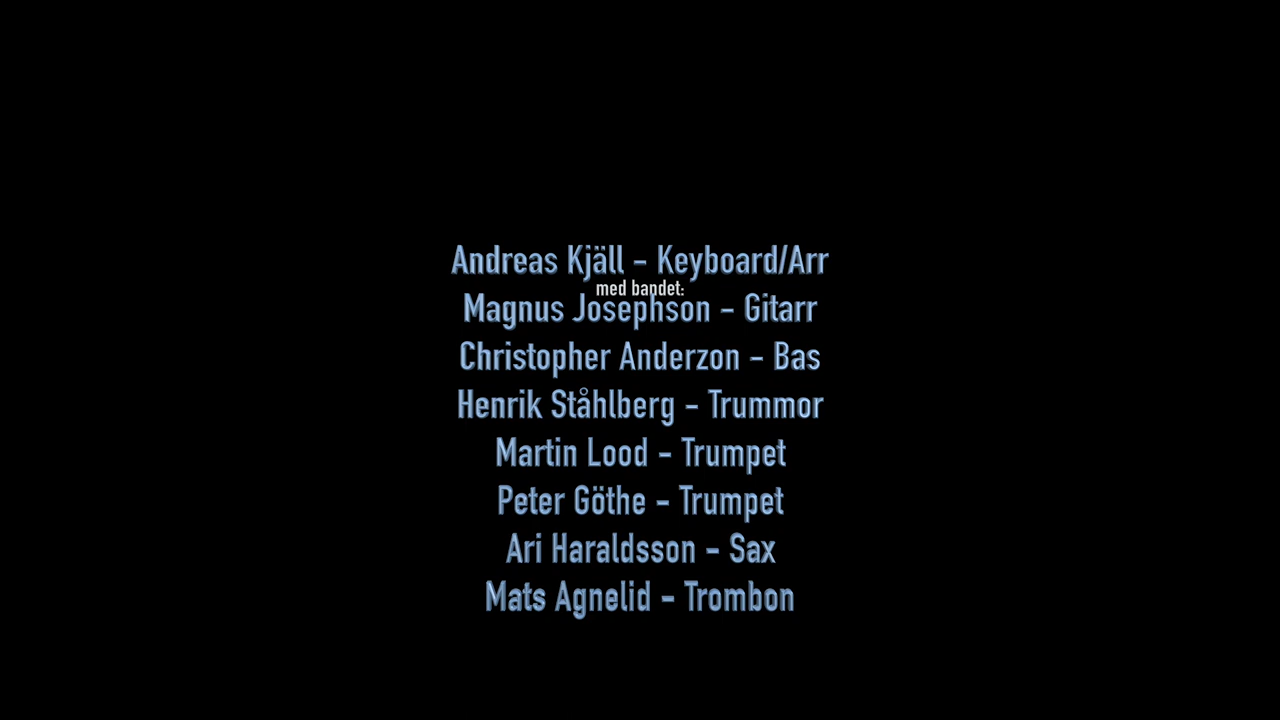 Andreas Kjäll - Keyboard/Arr
med bandet:
Magnus Josephson - Gitarr
Christopher Anderzon - Bas
Henrik Ståhlberg - Trummor
Martin Lood - Trumpet
Peter Göthe - Trumpet
Ari Haraldsson - Sax
Mats Agnelid - Trombon